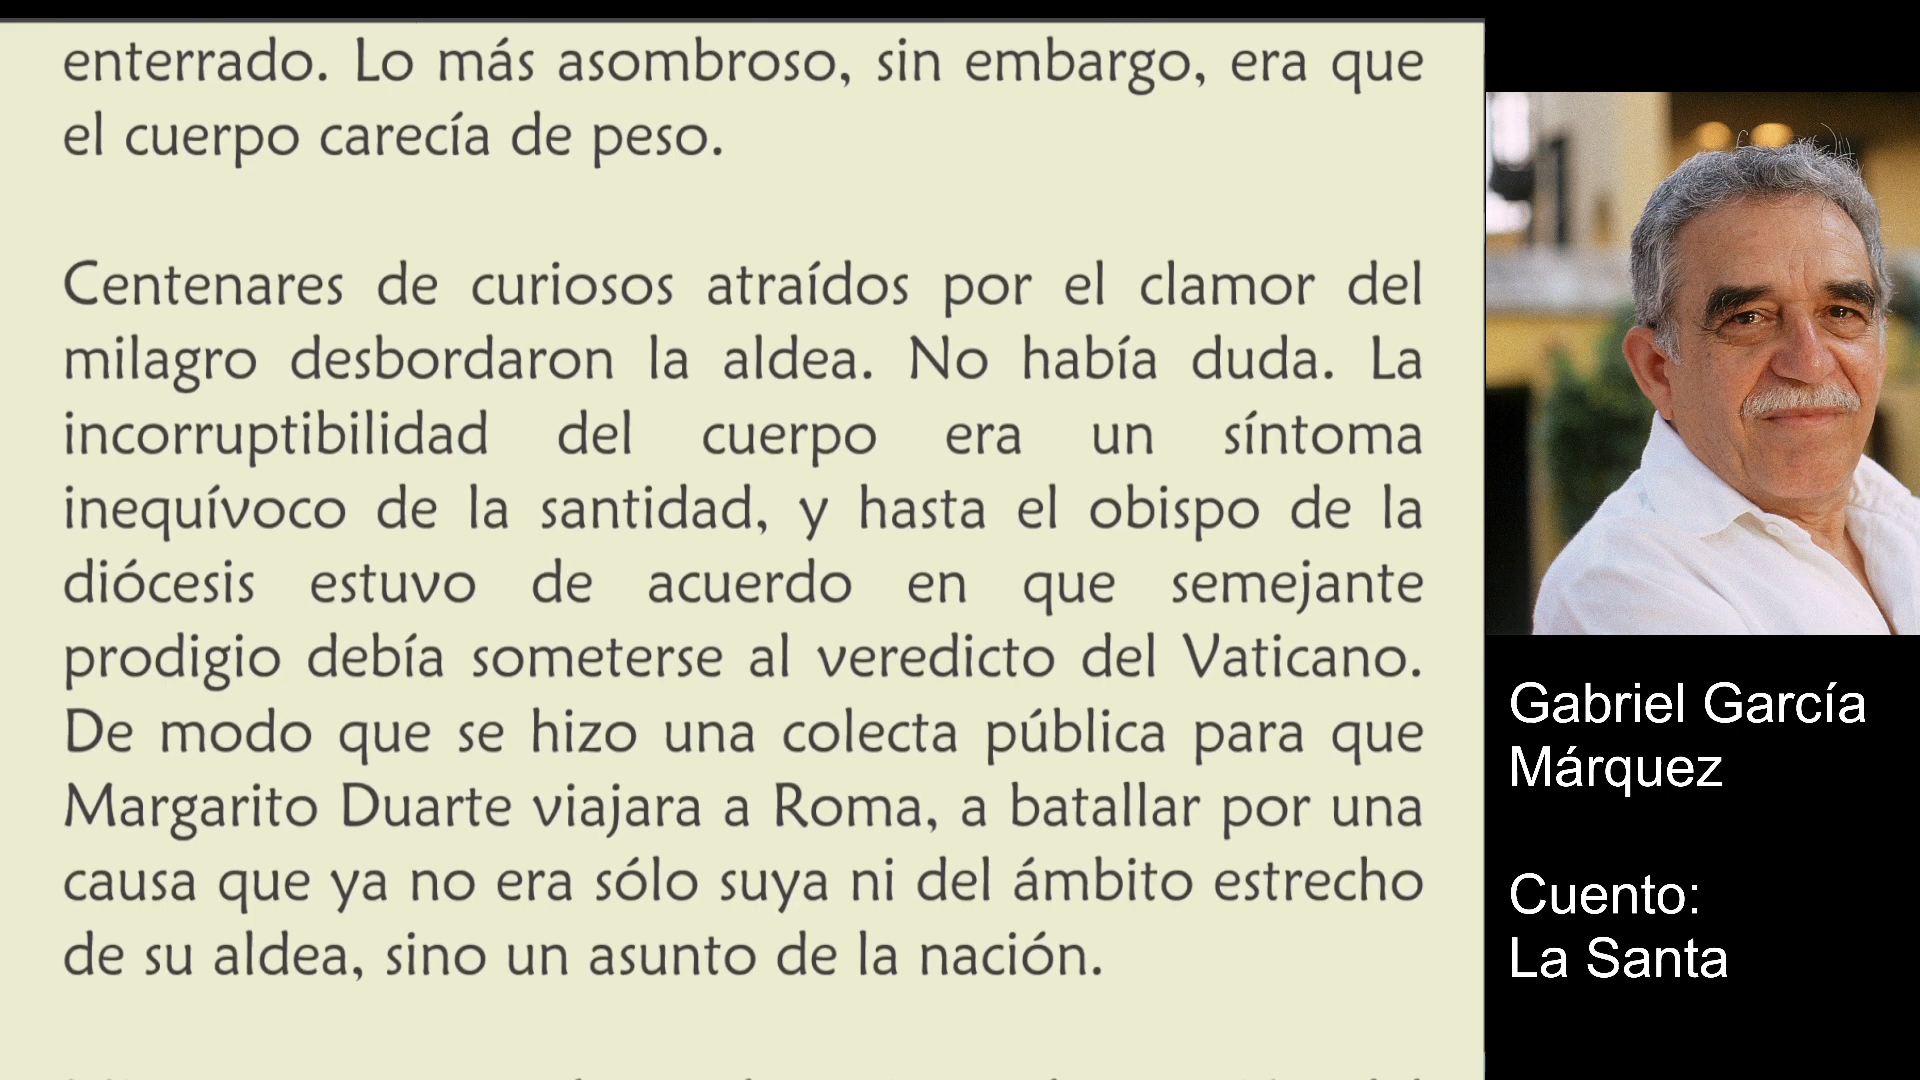 enterrado. Lo más asombroso, sin embargo, era que
el cuerpo carecía de peso.
Centenares de curiosos atraídos por el clamor del
milagro desbordaron la aldea. No había duda. La
incorruptibilidad del cuerpo era un síntoma
inequívoco de la santidad, y hasta el obispo de la
diócesis estuvo de acuerdo en que semejante
prodigio debía someterse al veredicto del Vaticano.
De modo que se hizo una colecta pública para que
Margarito Duarte viajara a Roma, a batallar por una
causa que ya no era sólo suya ni del ámbito estrecho
de su aldea, sino un asunto de la nación.
Gabriel García
Márquez
Cuento:
La Santa